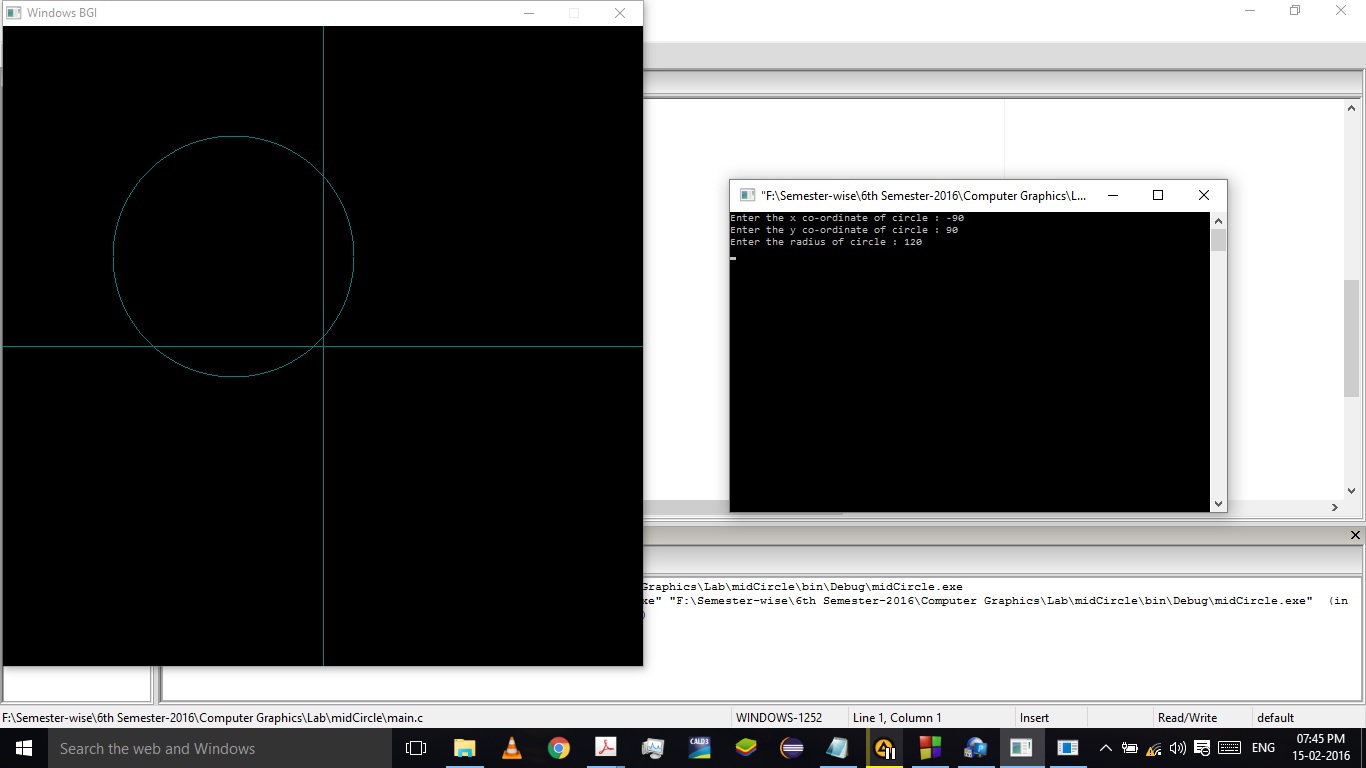 Windows BGI
"F:\Semester-wise\6th Semester-2016\Computer Graphics\L...
Enter the x co-ordinate of circle : -90
Enter the y co-ordinate of circle : 90
Enter the radius of circle : 120
Graphics\Lab\midCircle\bin\Debug\midCircle.exe
xe" "F:\Semester-wise\6th Semester-2016\Computer Graphics\Lab\midCircle\bin\Debug\midCircle.exe"  (in
)
F:\Semester-wise\6th Semester-2016\Computer Graphics\Lab\midCircle\main.c WINDOWS-1252 Line 1, Column 1 Insert Read/Write default
Search the web and Windows CALD3 ENG 07:45 PM
15-02-2016